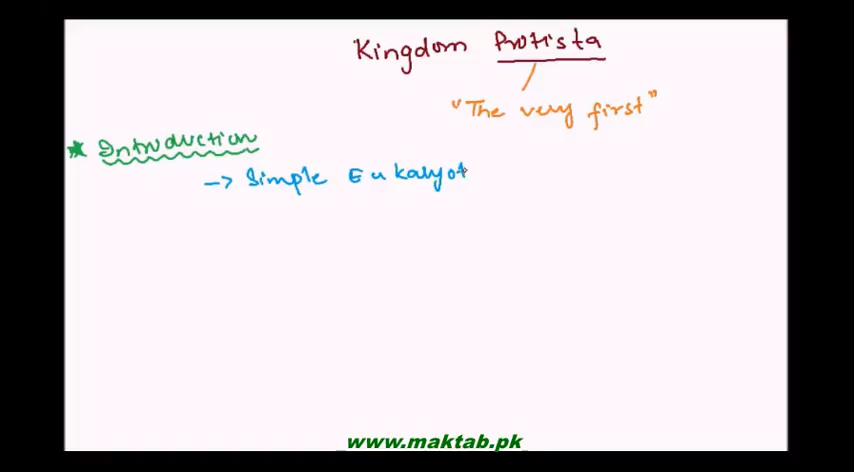 Kingdom Protista
"The very first"
★ Introduction
→ Simple Eukaryot
www.maktab.pk